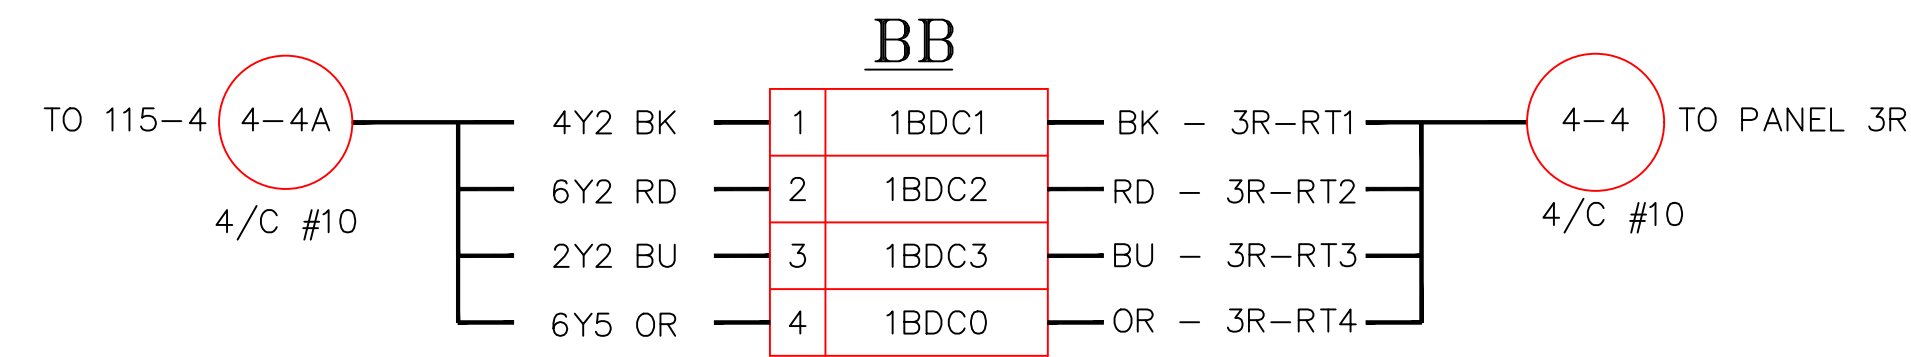 BB
TO 115-4 4-4A 4Y2 BK 1 1BDC1 BK - 3R-RT1 4-4 TO PANEL 3R
6Y2 RD 2 1BDC2 RD - 3R-RT2
4/C #10 4/C #10
2Y2 BU 3 1BDC3 BU - 3R-RT3
6Y5 OR 4 1BDC0 OR - 3R-RT4